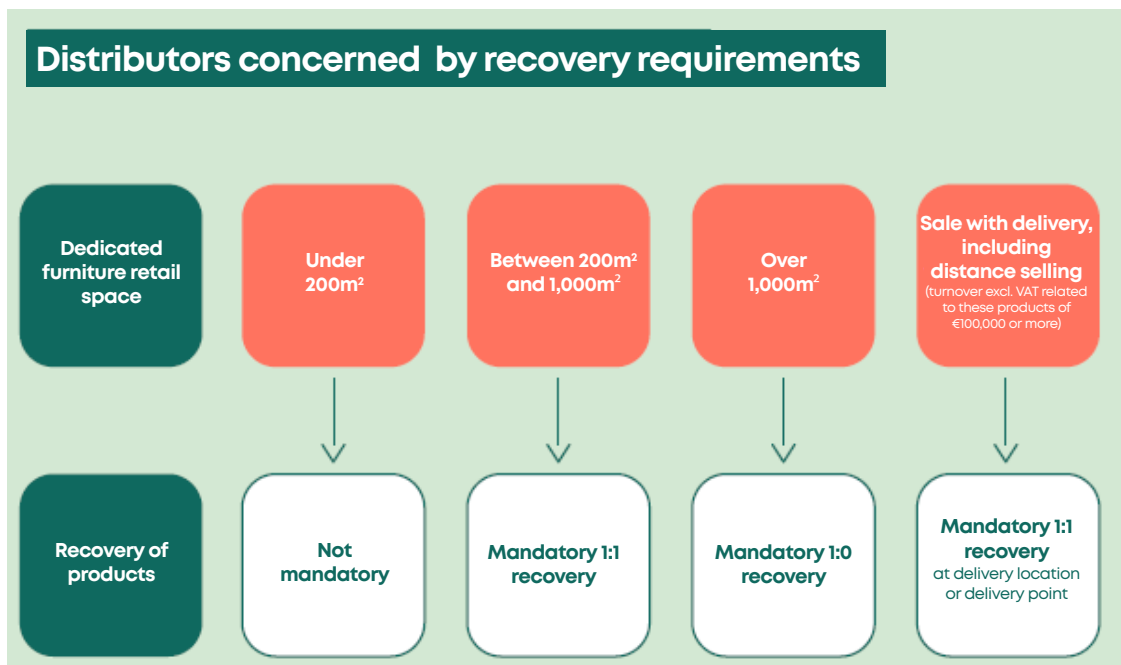 Distributors concerned  by recovery requirements
Dedicated
furniture retail
space
Under
200m²
Between 200m²
and 1,000m²
Over
1,000m²
Sale with delivery,
including
distance selling
(turnover excl. VAT related
to these products of
€100,000 or more)
Recovery of
products
Not
mandatory
Mandatory 1:1
recovery
Mandatory 1:0
recovery
Mandatory 1:1
recovery
at delivery location
or delivery point